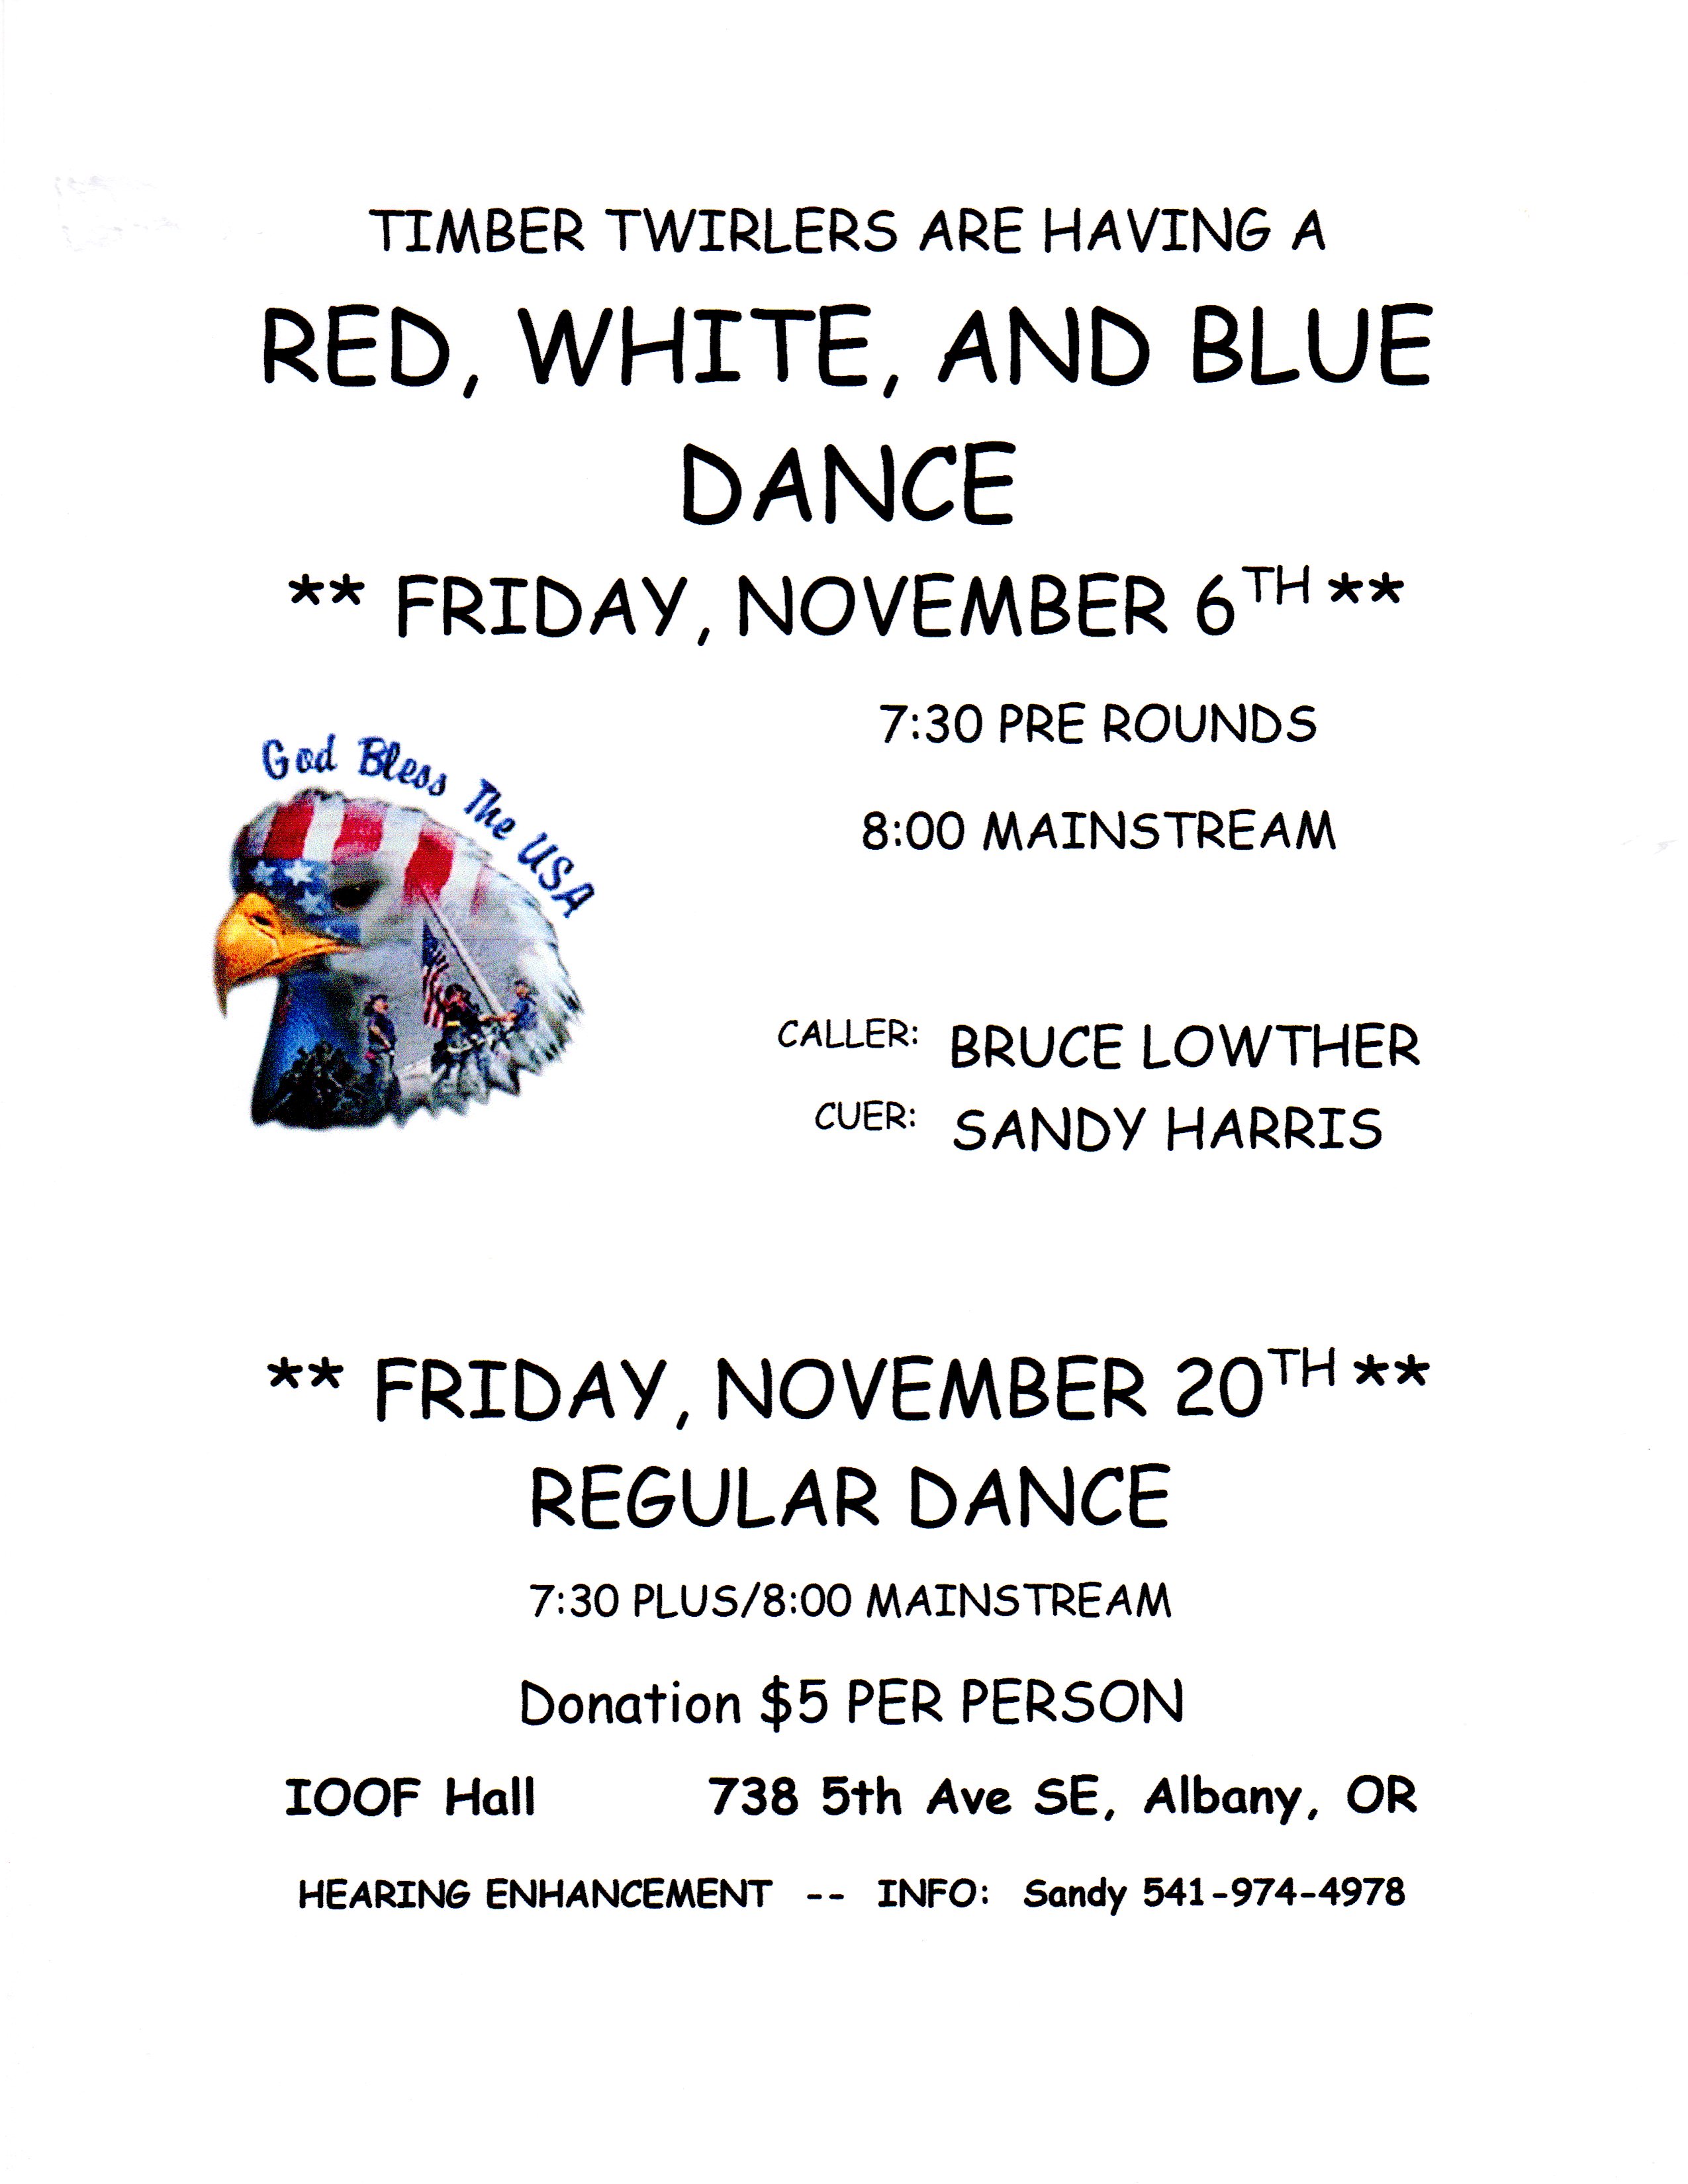 TIMBER TWIRLERS ARE HAVING A
RED, WHITE, AND BLUE
DANCE
** FRIDAY, NOVEMBER 6TH **
7:30 PRE ROUNDS
8:00 MAINSTREAM
God Bless The USA
CALLER: BRUCE LOWTHER
CUER: SANDY HARRIS
** FRIDAY, NOVEMBER 20TH **
REGULAR DANCE
7:30 PLUS/8:00 MAINSTREAM
Donation $5 PER PERSON
IOOF Hall 738 5th Ave SE, Albany, OR
HEARING ENHANCEMENT -- INFO: Sandy 541-974-4978